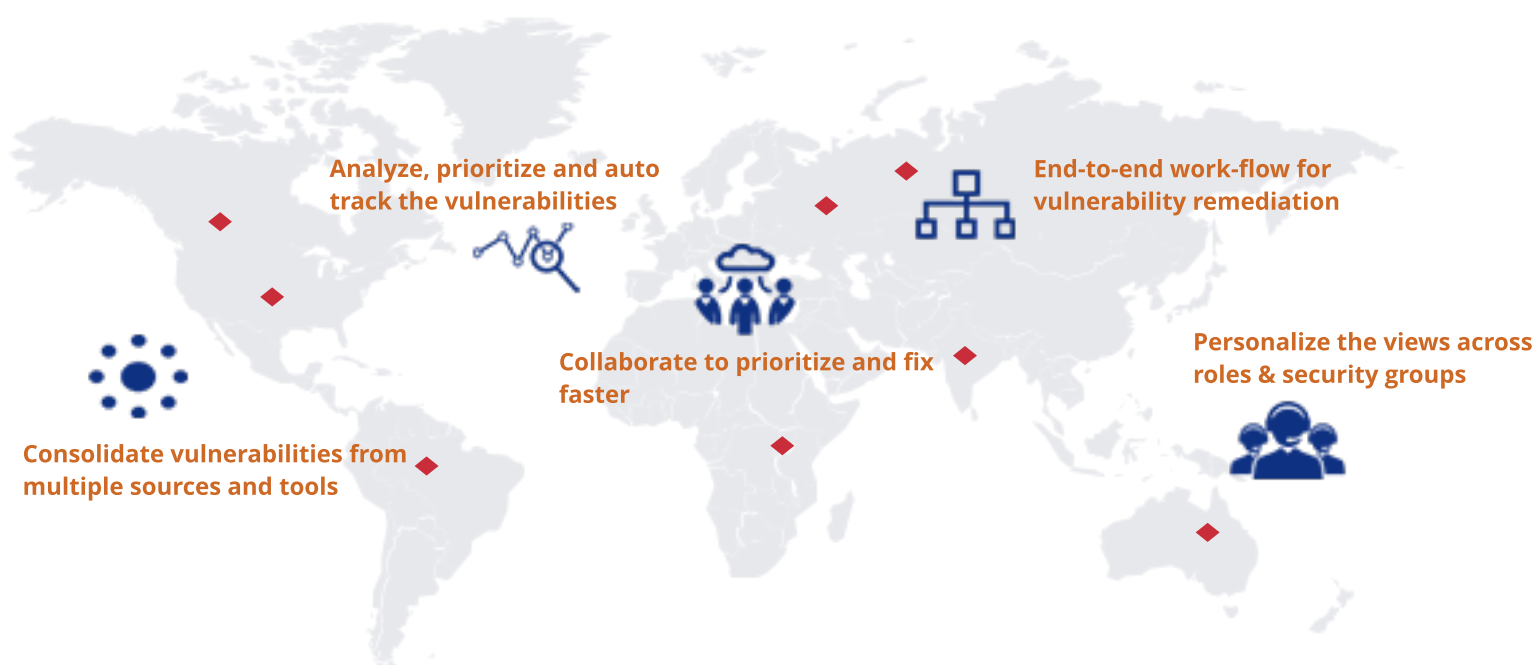 Analyze, prioritize and auto
track the vulnerabilities
End-to-end work-flow for
vulnerability remediation
Collaborate to prioritize and fix
faster
Personalize the views across
roles & security groups
Consolidate vulnerabilities from
multiple sources and tools